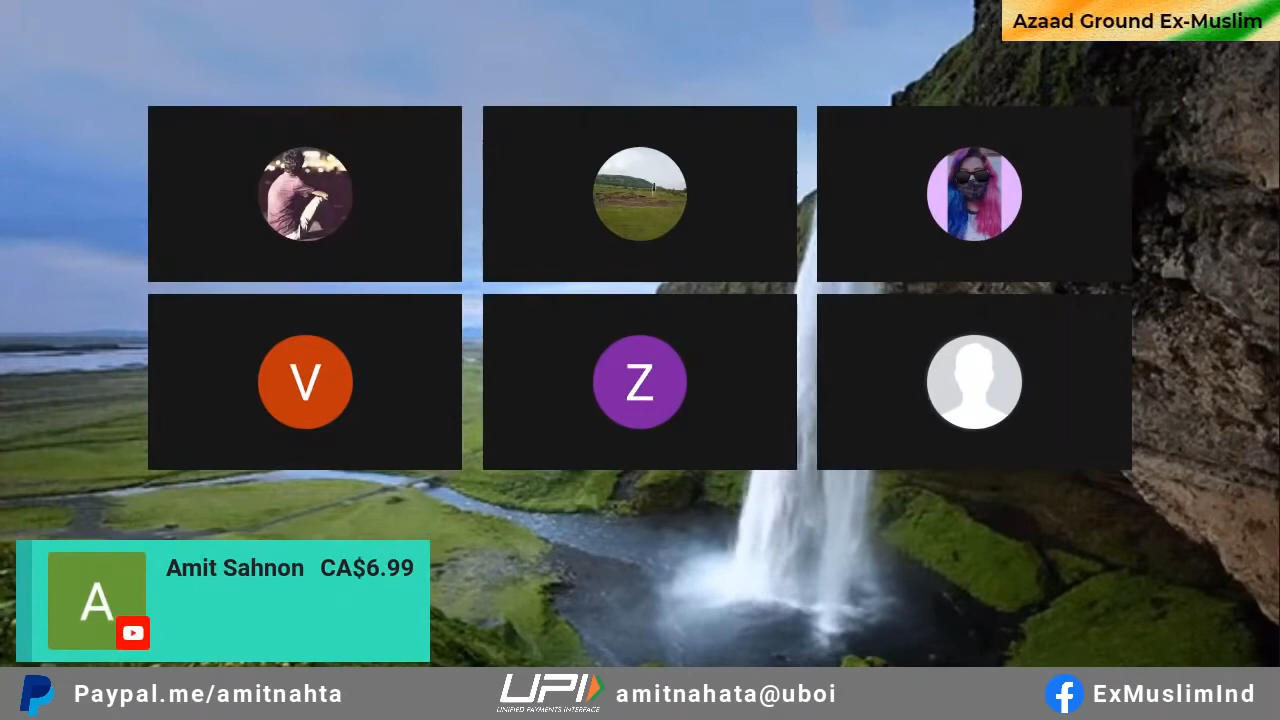 Azaad Ground Ex-Muslim
V
Z
A
Amit Sahnon CA$6.99
Paypal.me/amitnahta
UPI
UNIFIED PAYMENTS INTERFACE
amitnahata@uboi
ExMuslimInd